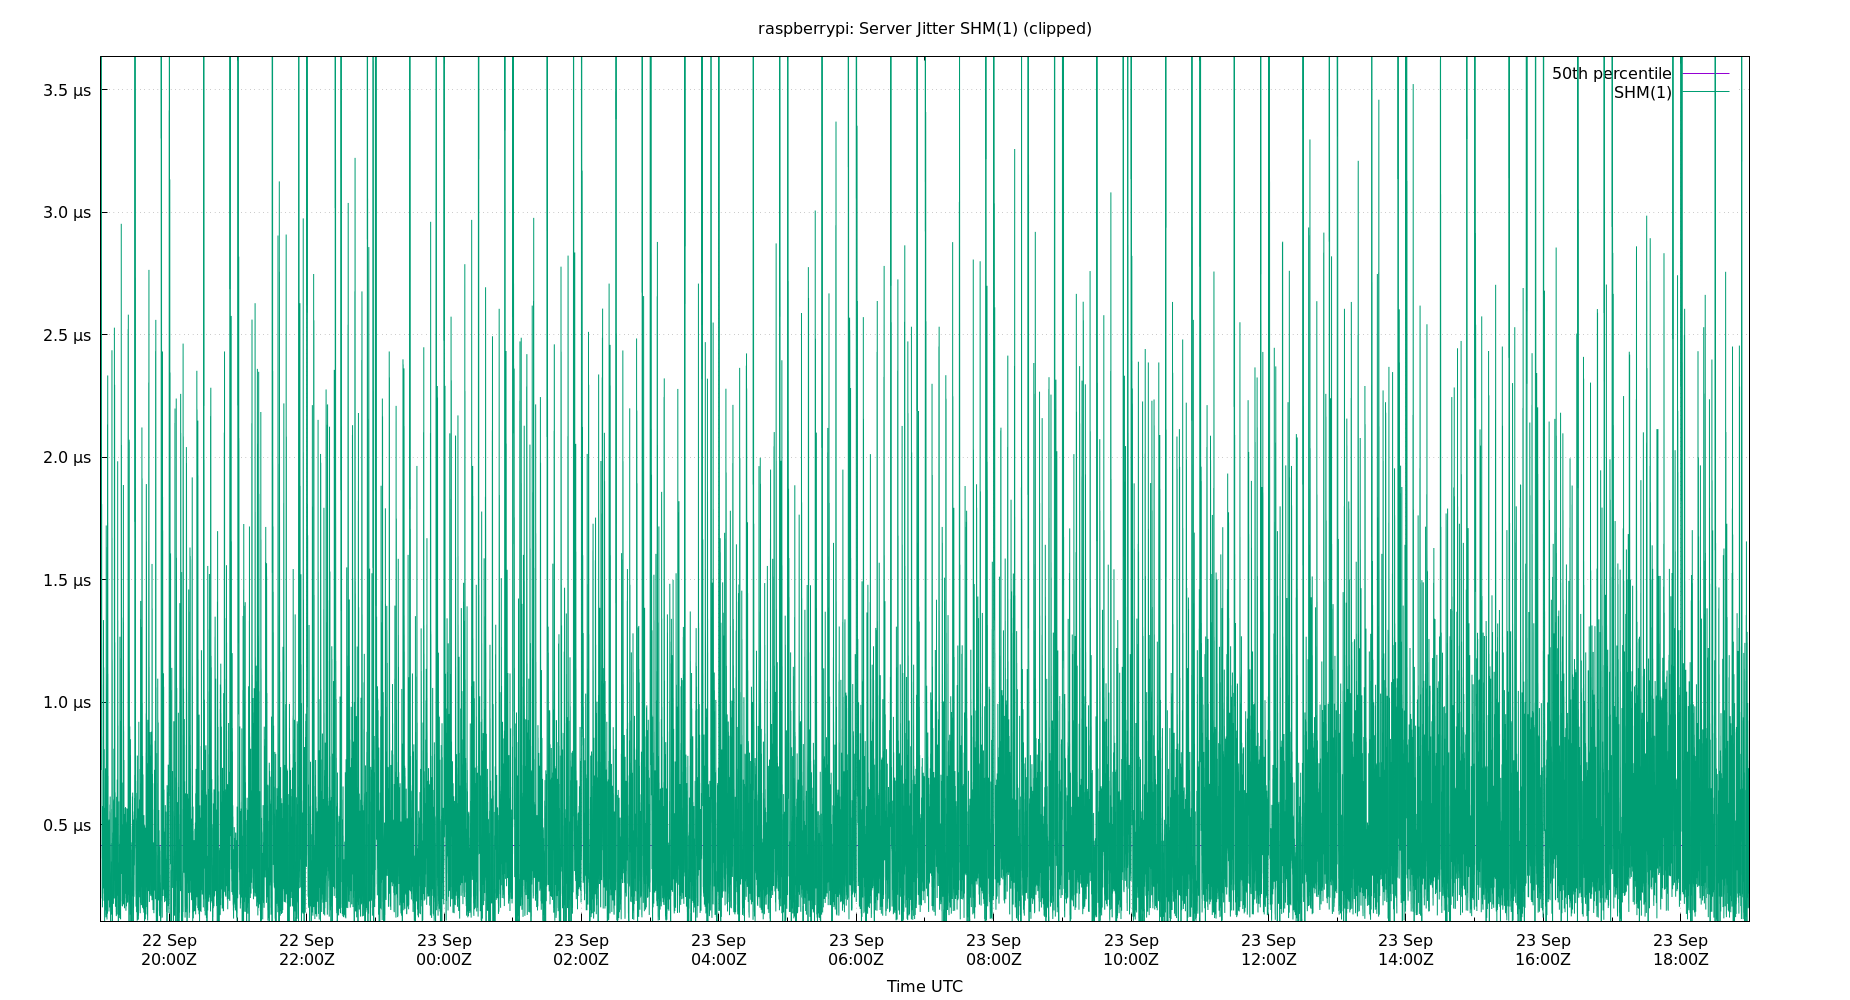 raspberrypi: Server Jitter SHM(1) (clipped)
50th percentile
SHM(1)
3.5 µs
3.0 µs
2.5 µs
2.0 µs
1.5 µs
1.0 µs
0.5 µs
22 Sep 22 Sep 23 Sep 23 Sep 23 Sep 23 Sep 23 Sep 23 Sep 23 Sep 23 Sep 23 Sep 23 Sep
20:00Z 22:00Z 00:00Z 02:00Z 04:00Z 06:00Z 08:00Z 10:00Z 12:00Z 14:00Z 16:00Z 18:00Z
Time UTC